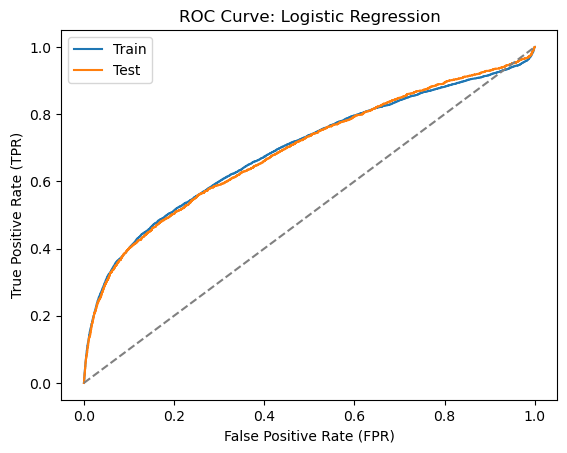 ROC Curve: Logistic Regression
Train
Test
True Positive Rate (TPR)
1.0
0.8
0.6
0.4
0.2
0.0
0.0 0.2 0.4 0.6 0.8 1.0
False Positive Rate (FPR)